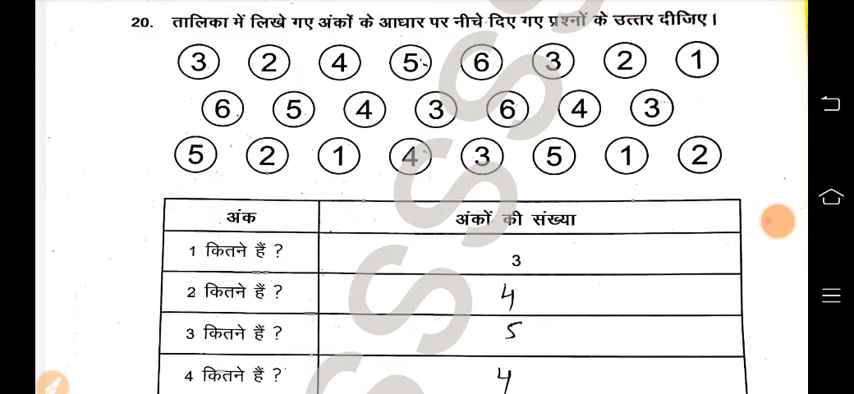 20. तालिका में लिखे गए अंकों के आधार पर नीचे दिए गए प्रश्नों के उत्तर दीजिए।
3 2 4 5 6 3 2 1
6 5 4 3 6 4 3
5 2 1 4 3 5 1 2
अंक अंकों की संख्या
1 कितने हैं ? 3
2 कितने हैं ? 4
3 कितने हैं ? 5
4 कितने हैं ? 4